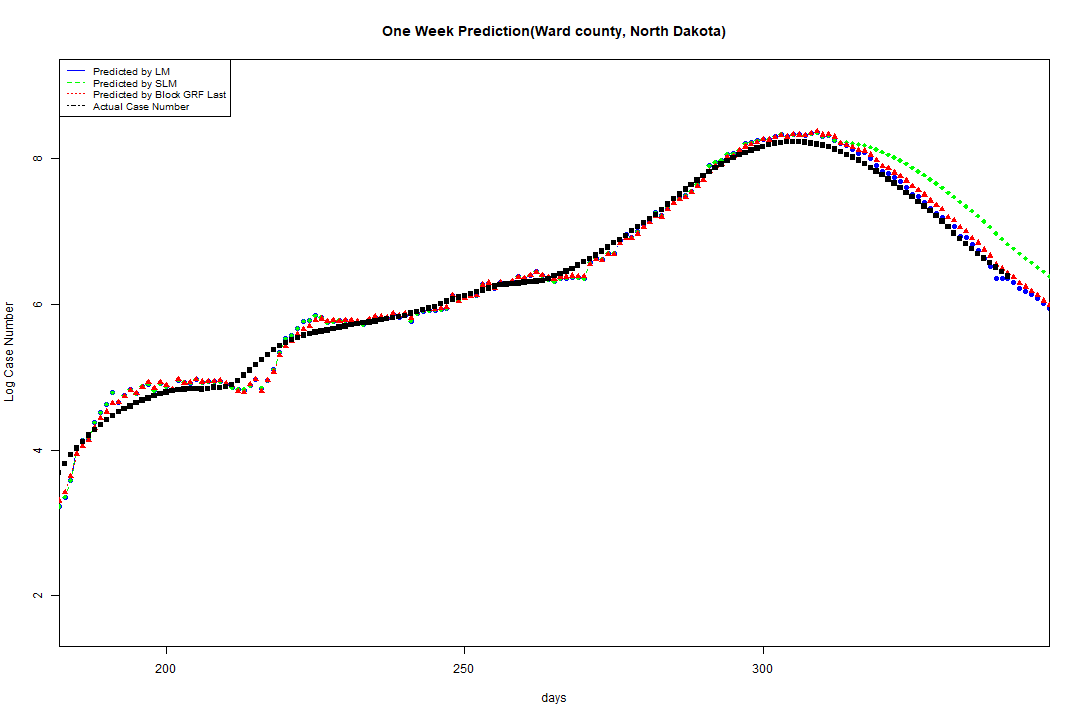 One Week Prediction(Ward county, North Dakota)
Predicted by LM
Predicted by SLM
Predicted by Block GRF Last
Actual Case Number
8
6
4
2
Log Case Number
200 250 300
days